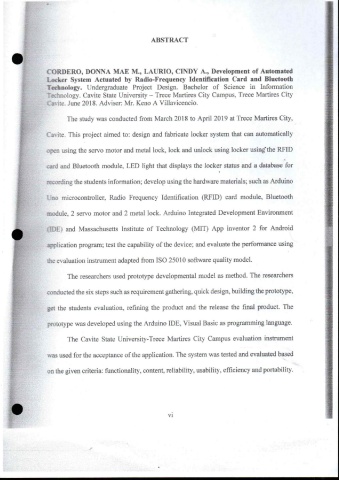 ABSTRACT
CORDERO, DONNA MAE M., LAURIO, CINDY A., Development of Automated
Locker System Actuated by Radio-Frequency Identification Card and Bluetooth
Technology. Undergraduate Project Design. Bachelor of Science in Information
Technology. Cavite State University – Trece Martires City Campus, Trece Martires City
Cavite. June 2018. Adviser: Mr. Keno A Villavicencio.
The study was conducted from March 2018 to April 2019 at Trece Martires City,
Cavite. This project aimed to: design and fabricate locker system that can automatically
open using the servo motor and metal lock, lock and unlock using locker using the RFID
card and Bluetooth module, LED light that displays the locker status and a database for
recording the students information; develop using the hardware materials; such as Arduino
Uno microcontroller, Radio Frequency Identification (RFID) card module, Bluetooth
module, 2 servo motor and 2 metal lock. Arduino Integrated Development Environment
(IDE) and Massachusetts Institute of Technology (MIT) App inventor 2 for Android
application program; test the capability of the device; and evaluate the performance using
the evaluation instrument adapted from ISO 25010 software quality model.
The researchers used prototype developmental model as method. The researchers
conducted the six steps such as requirement gathering, quick design, building the prototype,
get the students evaluation, refining the product and the release the final product. The
prototype was developed using the Arduino IDE, Visual Basic as programming language.
The Cavite State University-Trece Martires City Campus evaluation instrument
was used for the acceptance of the application. The system was tested and evaluated based
on the given criteria: functionality, content, reliability, usability, efficiency and portability.
vi